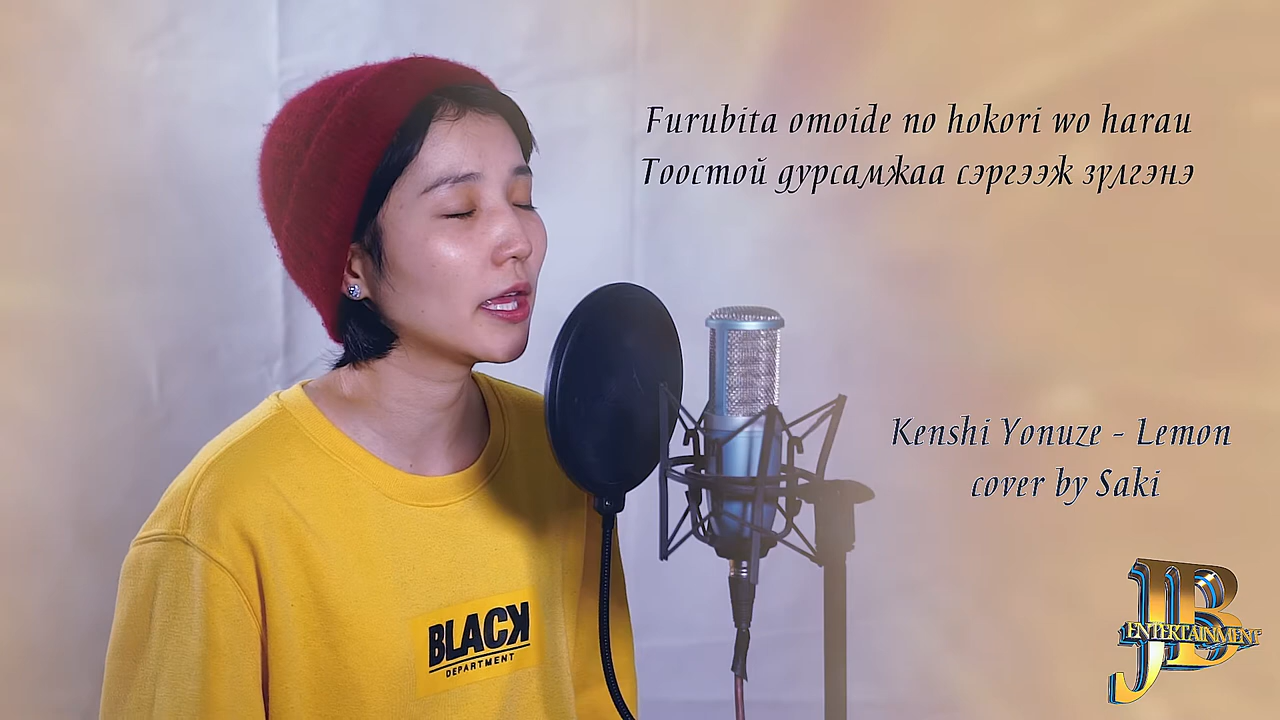 Furubita omoide no hokori wo harau
Тоостой дурсамжаа сэргээж зүлгэнэ
Kenshi Yonuze - Lemon
cover by Saki
BLACK
DEPARTMENT
JB
ENTERTAINMENT